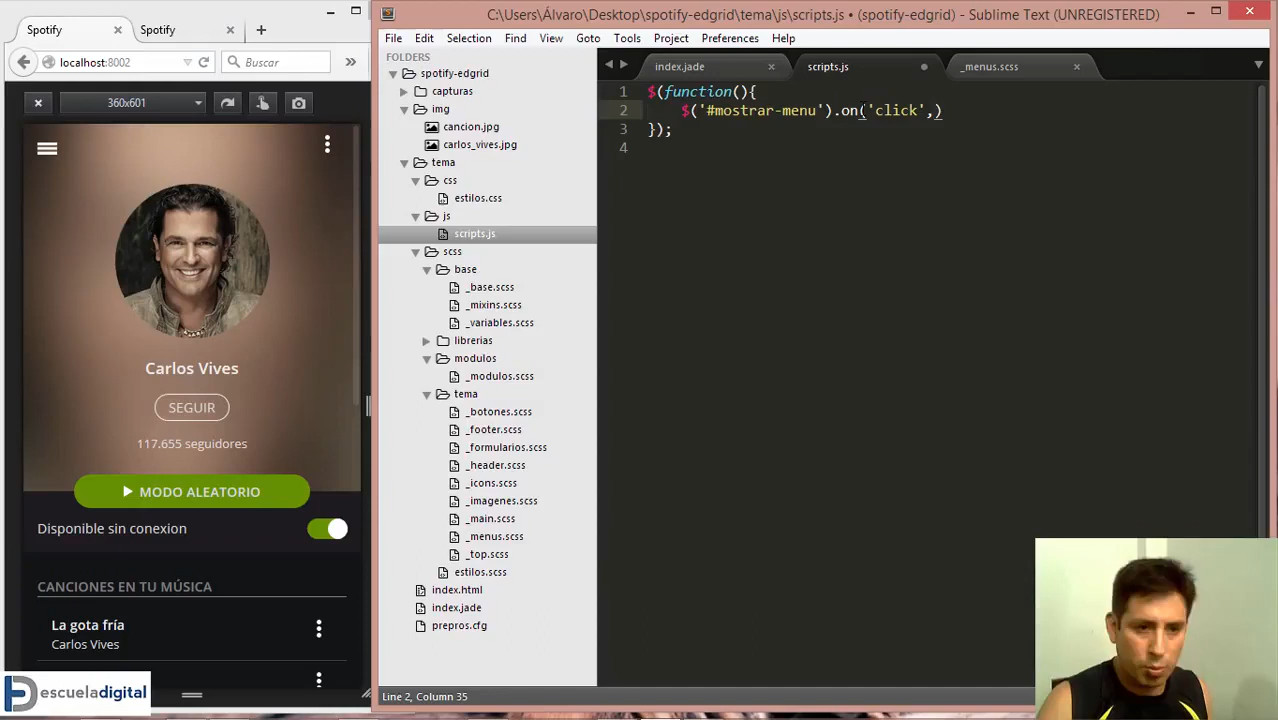 Spotify
Spotify
localhost:8002
Buscar
360x601
Carlos Vives
SEGUIR
117.655 seguidores
MODO ALEATORIO
Disponible sin conexion
CANCIONES EN TU MÚSICA
La gota fría
Carlos Vives
escueladigital
C:\Users\Álvaro\Desktop\spotify-edgrid\tema\js\scripts.js • (spotify-edgrid) - Sublime Text (UNREGISTERED)
File Edit Selection Find View Goto Tools Project Preferences Help
FOLDERS
spotify-edgrid
capturas
img
cancion.jpg
carlos_vives.jpg
tema
css
estilos.css
js
scripts.js
scss
base
_base.scss
_mixins.scss
_variables.scss
librerias
modulos
_modulos.scss
tema
_botones.scss
_footer.scss
_formularios.scss
_header.scss
_icons.scss
_imagenes.scss
_main.scss
_menus.scss
_top.scss
estilos.scss
index.html
index.jade
prepros.cfg
index.jade
scripts.js
_menus.scss
1 $(function(){
2 $('#mostrar-menu').on('click',)
3 });
4
Line 2, Column 35